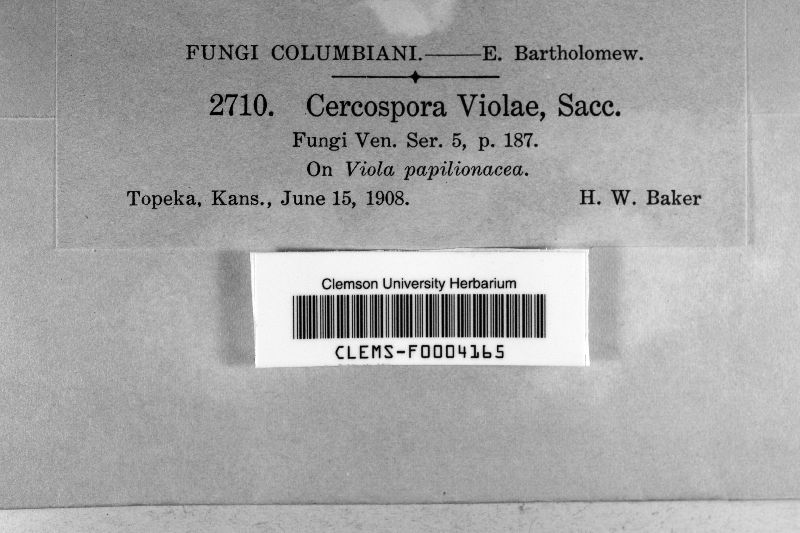 FUNGI COLUMBIANI.——E. Bartholomew.
2710. Cercospora Violae, Sacc.
Fungi Ven. Ser. 5, p. 187.
On Viola papilionacea.
Topeka, Kans., June 15, 1908. H. W. Baker
Clemson University Herbarium
CLEMS-F0004165